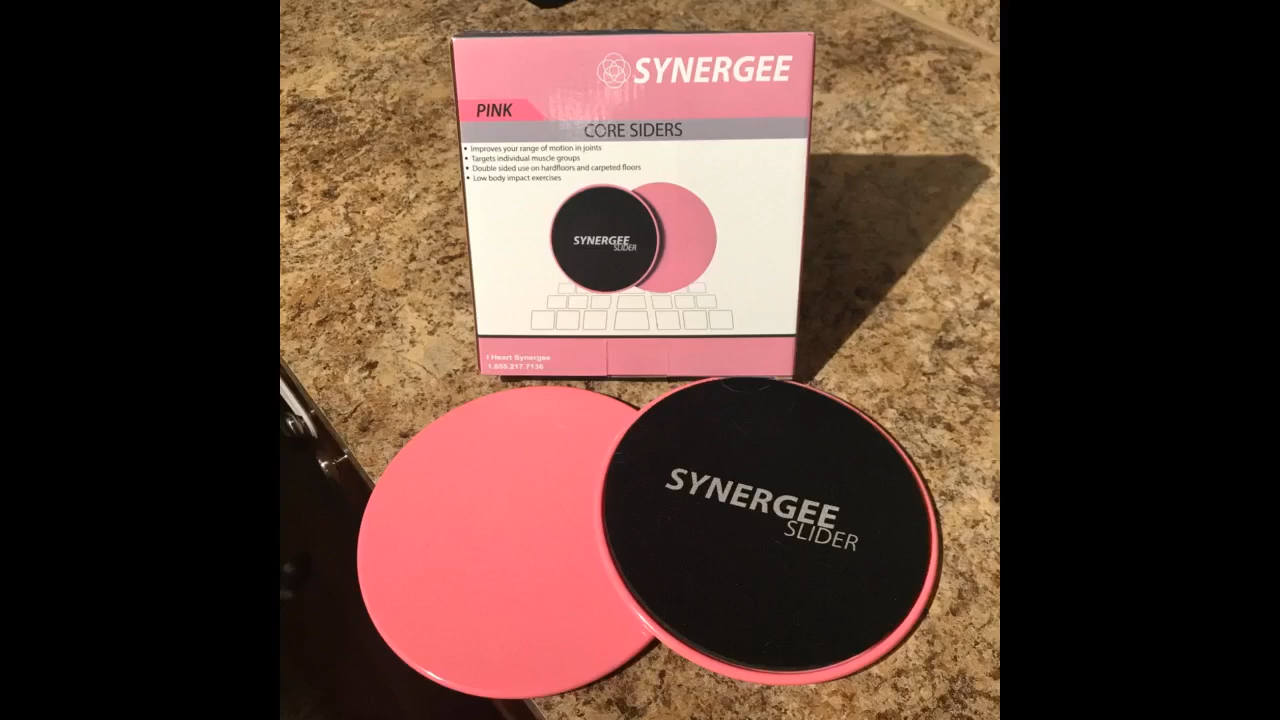 SYNERGEE
PINK
CORE SIDERS
• Improves your range of motion in joints
• Targets individual muscle groups
• Double sided use on hardfloors and carpeted floors
• Low body impact exercises
SYNERGEE
SLIDER
I Heart Synergee
1.855.217.7136
SYNERGEE
SLIDER